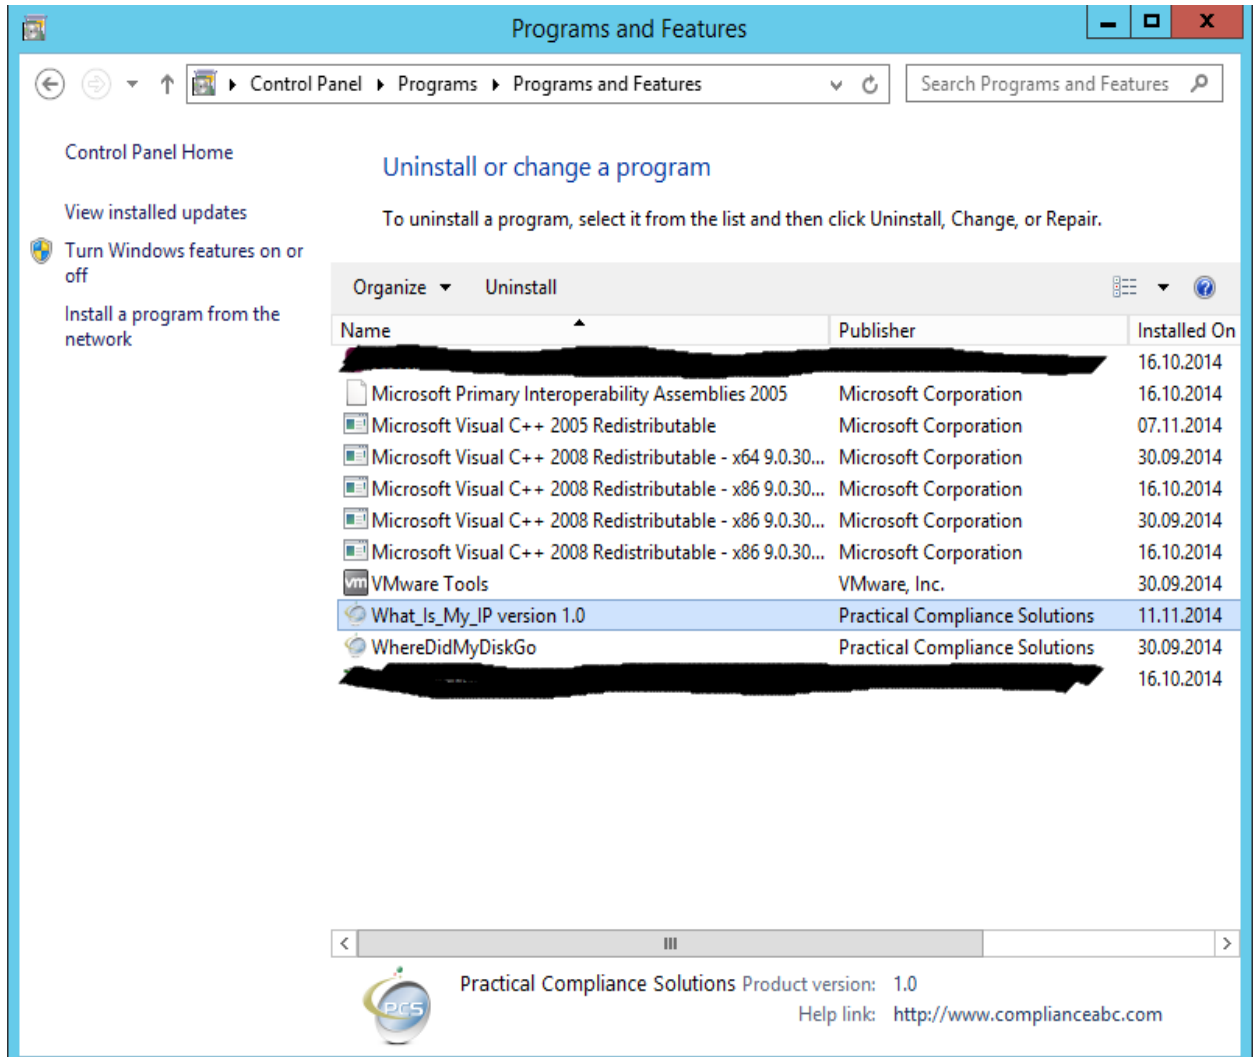 Programs and Features
Control Panel Programs Programs and Features Search Programs and Features
Control Panel Home
View installed updates
Turn Windows features on or
off
Install a program from the
network
Uninstall or change a program
To uninstall a program, select it from the list and then click Uninstall, Change, or Repair.
Organize Uninstall
Name Publisher Installed On
16.10.2014
Microsoft Primary Interoperability Assemblies 2005 Microsoft Corporation 16.10.2014
Microsoft Visual C++ 2005 Redistributable Microsoft Corporation 07.11.2014
Microsoft Visual C++ 2008 Redistributable - x64 9.0.30... Microsoft Corporation 30.09.2014
Microsoft Visual C++ 2008 Redistributable - x86 9.0.30... Microsoft Corporation 16.10.2014
Microsoft Visual C++ 2008 Redistributable - x86 9.0.30... Microsoft Corporation 30.09.2014
Microsoft Visual C++ 2008 Redistributable - x86 9.0.30... Microsoft Corporation 16.10.2014
vm VMware Tools VMware, Inc. 30.09.2014
What_Is_My_IP version 1.0 Practical Compliance Solutions 11.11.2014
WhereDidMyDiskGo Practical Compliance Solutions 30.09.2014
16.10.2014
PCS
Practical Compliance Solutions Product version: 1.0
Help link: http://www.complianceabc.com